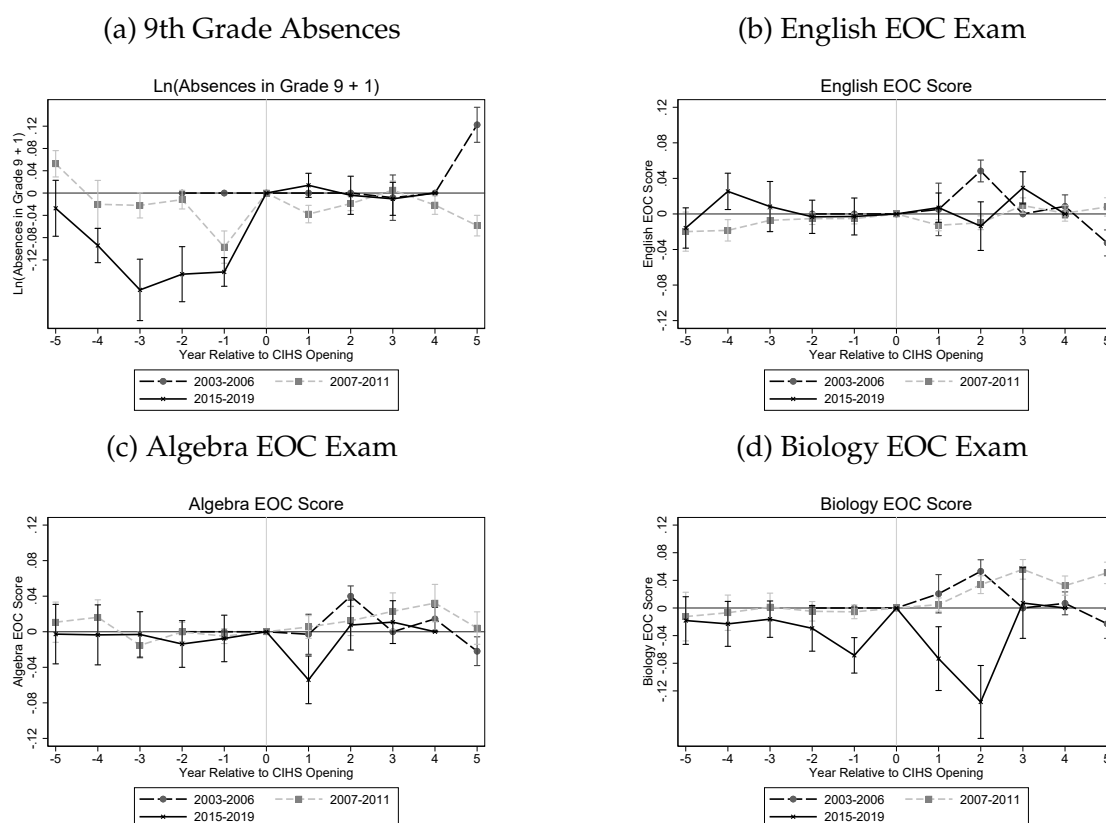 (a) 9th Grade Absences
Ln(Absences in Grade 9 + 1)
Ln(Absences in Grade 9 + 1)
-.12 -.08 -.04 0 .04 .12
-5 -4 -3 -2 -1 0 1 2 3 4 5
Year Relative to CIHS Opening
2003-2006 2007-2011
2015-2019
(b) English EOC Exam
English EOC Score
English EOC Score
-.12 -.08 -.04 0 .04 .08 .12
-5 -4 -3 -2 -1 0 1 2 3 4 5
Year Relative to CIHS Opening
2003-2006 2007-2011
2015-2019
(c) Algebra EOC Exam
Algebra EOC Score
Algebra EOC Score
-.12 -.08 -.04 0 .04 .08 .12
-5 -4 -3 -2 -1 0 1 2 3 4 5
Year Relative to CIHS Opening
2003-2006 2007-2011
2015-2019
(d) Biology EOC Exam
Biology EOC Score
Biology EOC Score
-.12 -.08 -.04 0 .04 .08 .12
-5 -4 -3 -2 -1 0 1 2 3 4 5
Year Relative to CIHS Opening
2003-2006 2007-2011
2015-2019